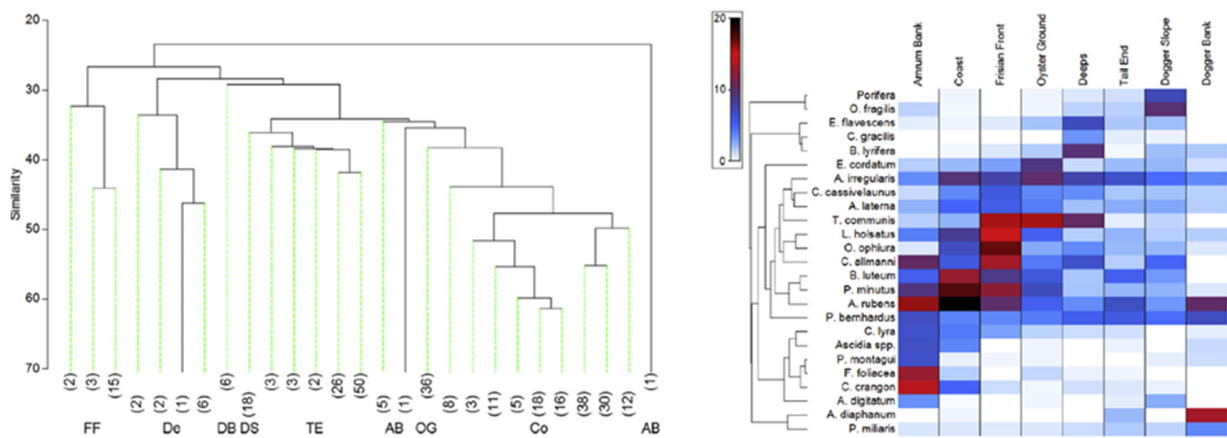 20
30
40
50
60
70
Similarity
(2)
(3)
(15)
(2)
(2)
(1)
(6)
(6)
(18)
(3)
(3)
(2)
(26)
(50)
(5)
(1)
(36)
(8)
(3)
(11)
(5)
(18)
(16)
(38)
(30)
(12)
(1)
FF De DB DS TE AB OG Co AB
20
10
0
Amrum Bank
Coast
Frisian Front
Oyster Ground
Deeps
Tail End
Dogger Slope
Dogger Bank
Porifera
O. fragilis
E. flavescens
C. gracilis
B. lyrifera
E. cordatum
A. irregularis
C. cassivelaunus
A. laterna
T. communis
L. holsatus
O. ophiura
C. allmanni
B. luteum
P. minutus
A. rubens
P. bernhardus
C. lyra
Ascidia spp.
P. montagui
F. foliacea
C. crangon
A. digitatum
A. diaphanum
P. miliaris